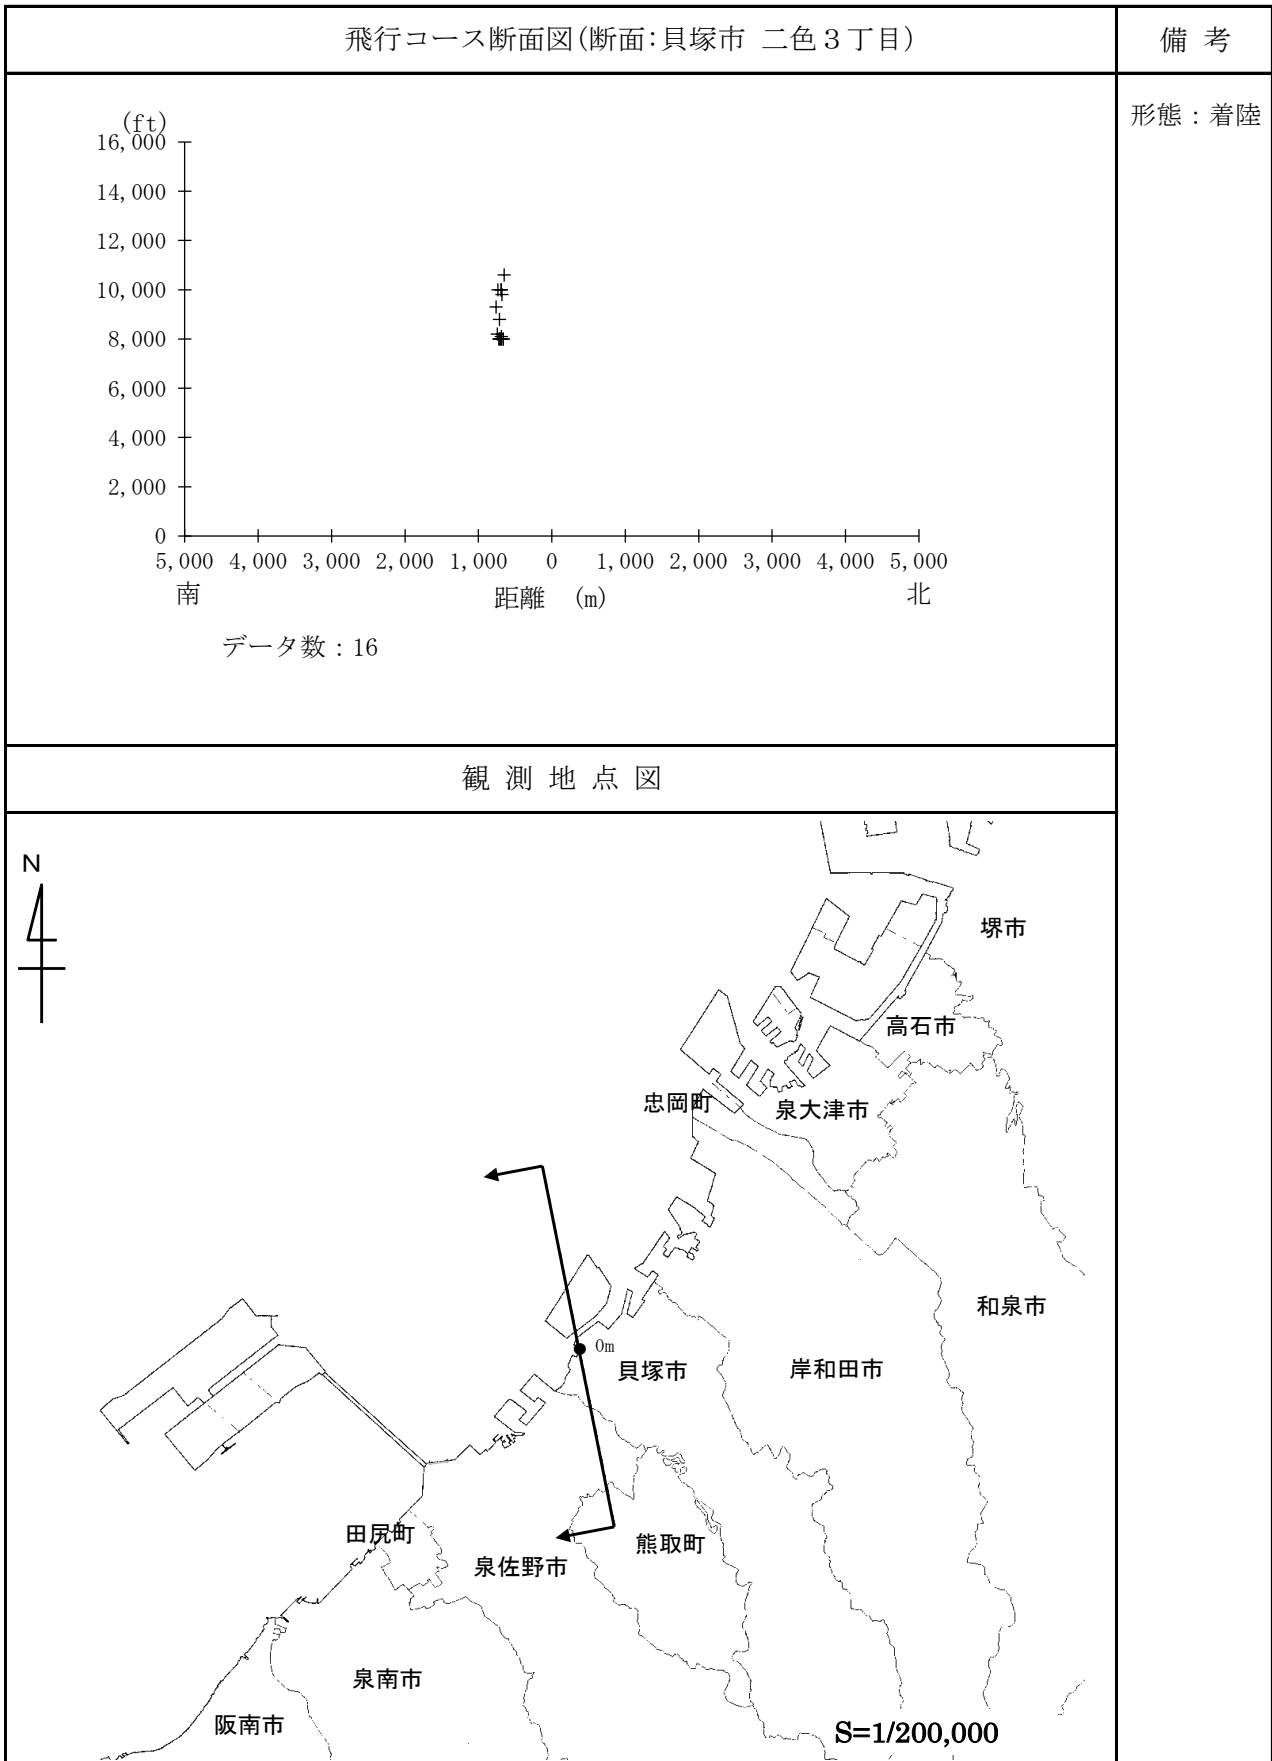 飛行コース断面図(断面:貝塚市 二色３丁目)
備 考
形態：着陸
(ft)
16,000
14,000
12,000
10,000
8,000
6,000
4,000
2,000
0
5,000 4,000 3,000 2,000 1,000 0 1,000 2,000 3,000 4,000 5,000
南 距離 (m) 北
データ数：16
観 測 地 点 図
N
堺市
高石市
忠岡町
泉大津市
和泉市
0m
貝塚市
岸和田市
田尻町
熊取町
泉佐野市
泉南市
阪南市
S=1/200,000